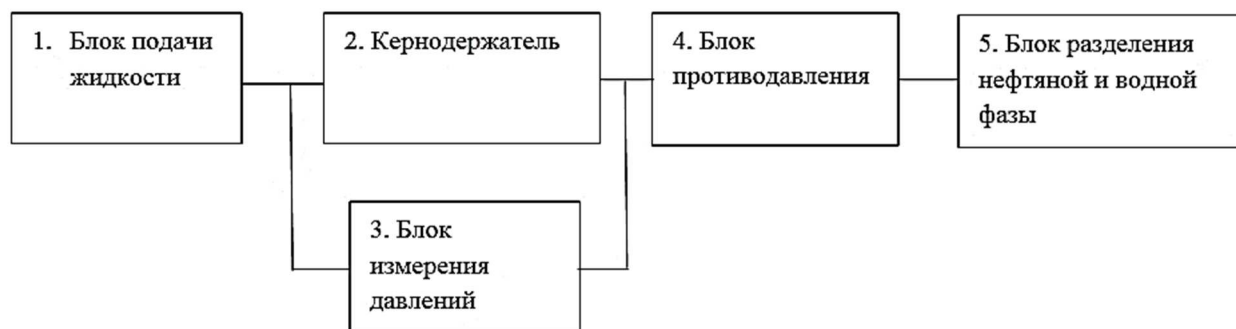 1. Блок подачи
жидкости
2. Кернодержатель
3. Блок
измерения
давлений
4. Блок
противодавления
5. Блок разделения
нефтяной и водной
фазы